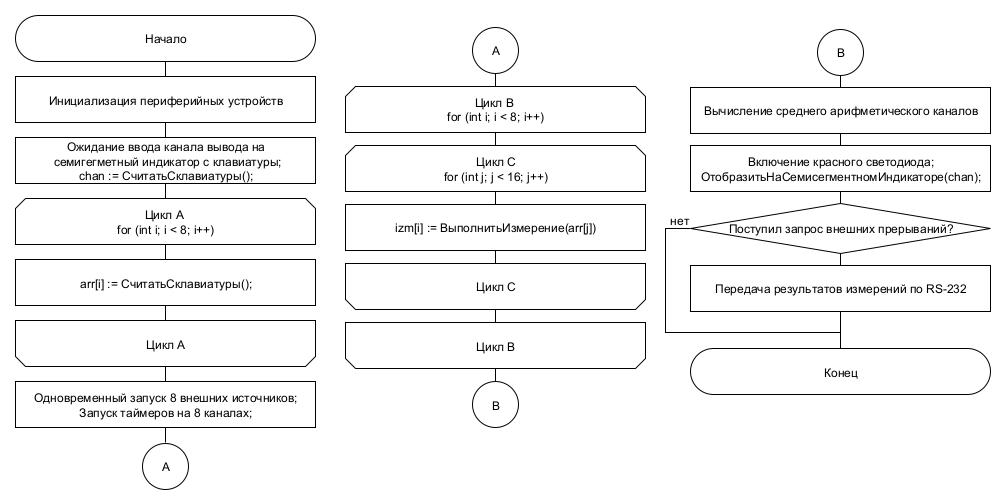 Начало
Инициализация периферийных устройств
Ожидание ввода канала вывода на
семигегметный индикатор с клавиатуры;
chan := СчитатьСклавиатуры();
Цикл А
for (int i; i < 8; i++)
arr[i] := СчитатьСклавиатуры();
Цикл А
Одновременный запуск 8 внешних источников;
Запуск таймеров на 8 каналах;
А
А
Цикл В
for (int i; i < 8; i++)
Цикл С
for (int j; j < 16; j++)
izm[i] := ВыполнитьИзмерение(arr[j])
Цикл С
Цикл В
В
В
Вычисление среднего арифметического каналов
Включение красного светодиода;
ОтобразитьНаСемисегментномИндикаторе(chan);
нет
Поступил запрос внешних прерываний?
Передача результатов измерений по RS-232
Конец